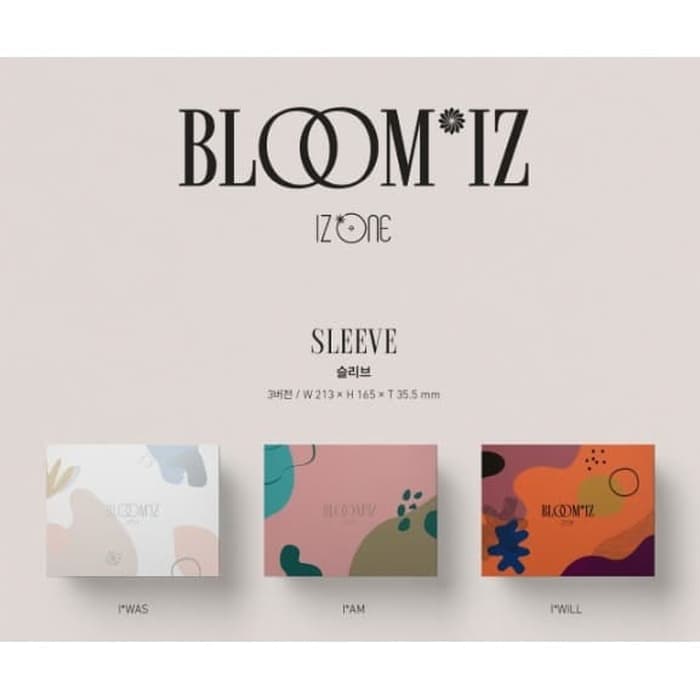 BLOOM*IZ
IZ*ONE
SLEEVE
슬리브
3버전 / W 213 × H 165 × T 35.5 mm
BLOOM*IZ
BLOOM*IZ
BLOOM*IZ
I*WAS
I*AM
I*WILL